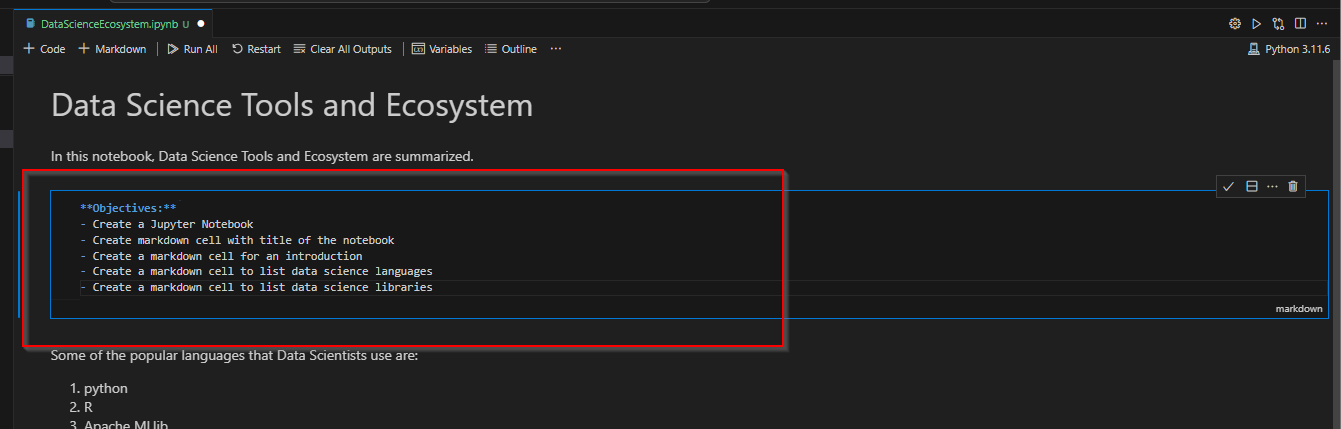 DataScienceEcosystem.ipynb U
+ Code + Markdown Run All Restart Clear All Outputs Variables Outline ... Python 3.11.6
Data Science Tools and Ecosystem
In this notebook, Data Science Tools and Ecosystem are summarized.
**Objectives:**
- Create a Jupyter Notebook
- Create markdown cell with title of the notebook
- Create a markdown cell for an introduction
- Create a markdown cell to list data science languages
- Create a markdown cell to list data science libraries
markdown
Some of the popular languages that Data Scientists use are:
1. python
2. R
3. Apache MLlib